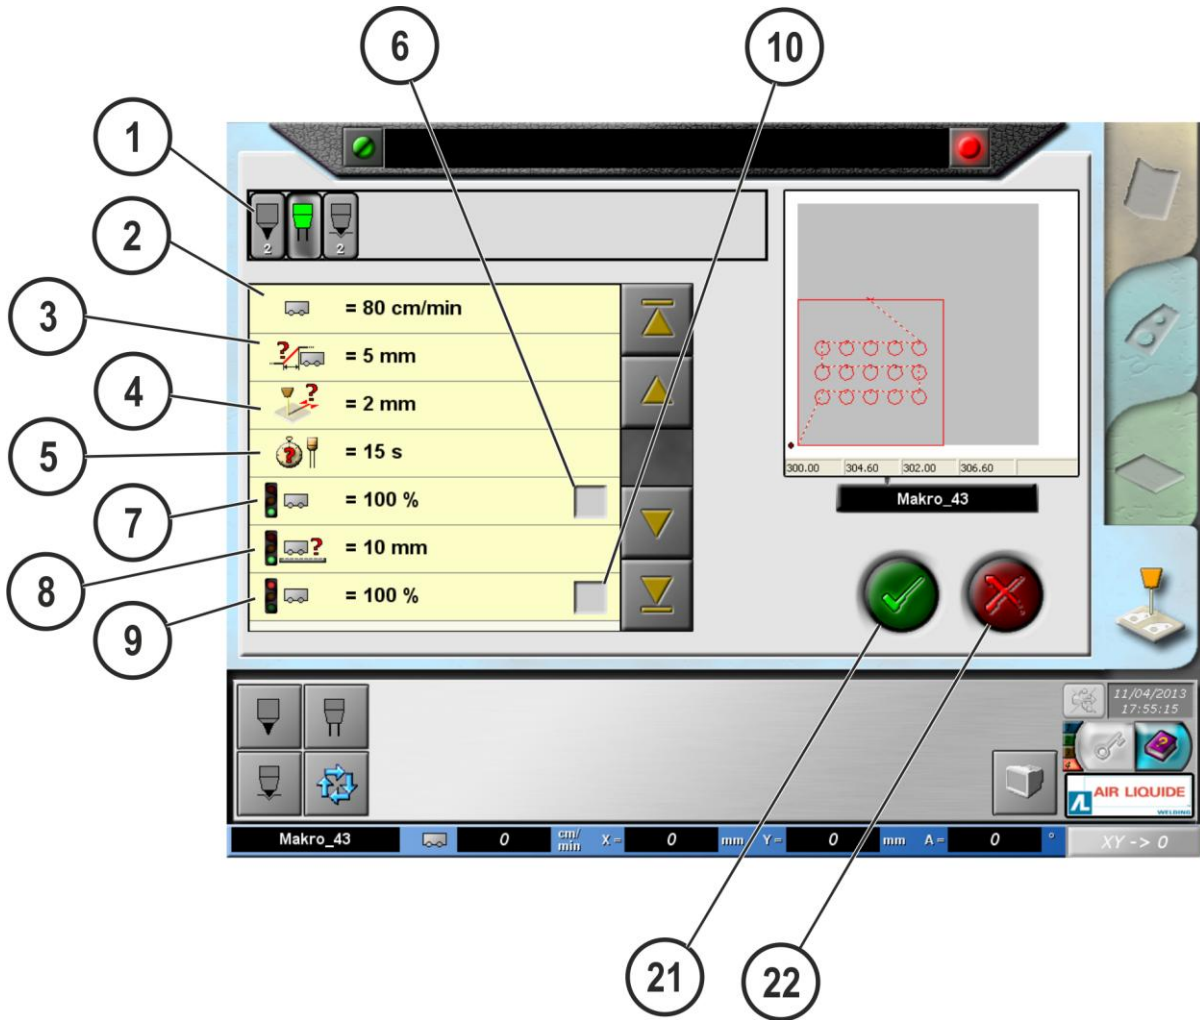 6
10
1
2
3
4
5
7
8
9
2
2
= 80 cm/min
= 5 mm
= 2 mm
= 15 s
= 100 %
= 10 mm
= 100 %
300.00 304.60 302.00 306.60
Makro_43
11/04/2013
17:55:15
AIR LIQUIDE
WELDING
Makro_43 0 cm/min X = 0 mm Y = 0 mm A = 0 ° XY -> 0
21
22